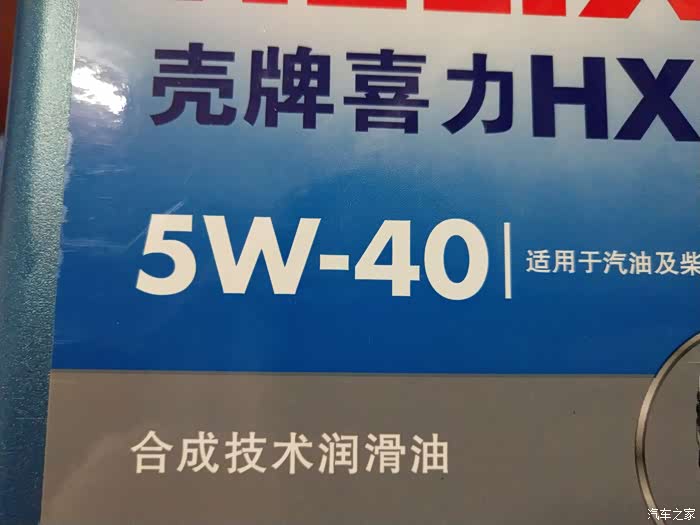 HELIX
壳牌喜力HX
5W-40
适用于汽油及柴
合成技术润滑油
汽车之家